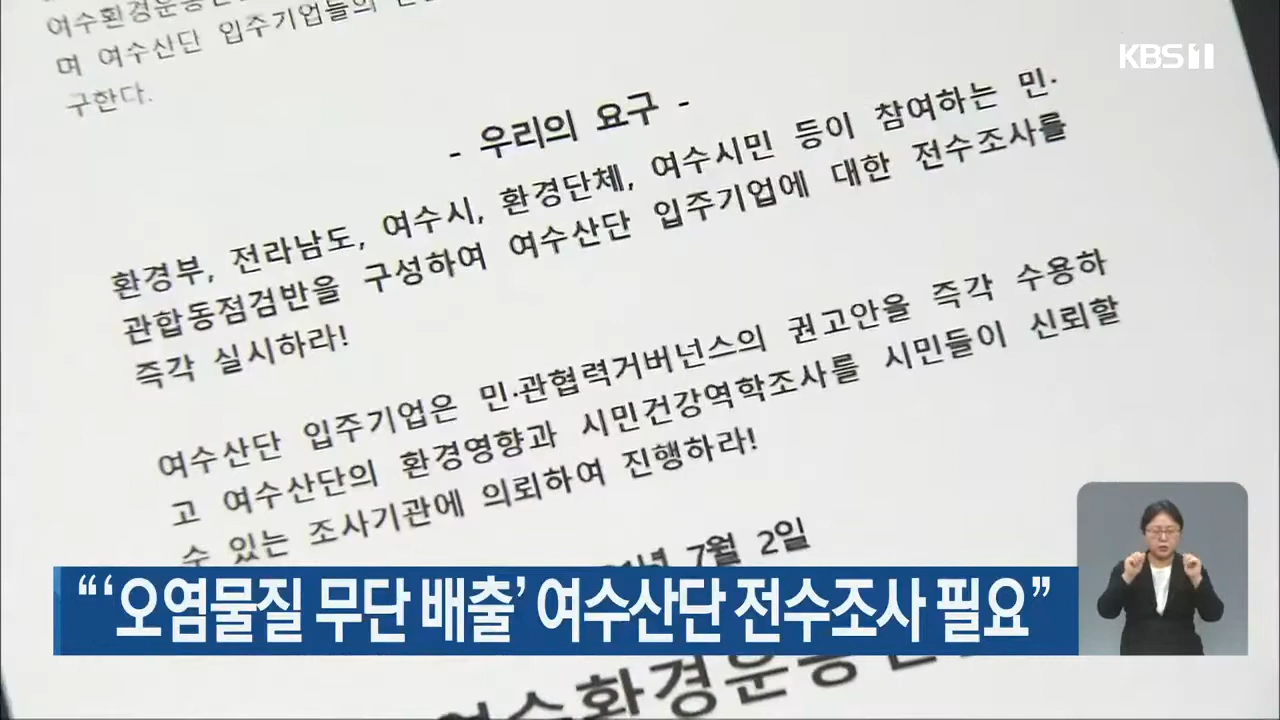 KBS 1
여수환경운동
며 여수산단 입주기업들의
구한다.
- 우리의 요구 -
환경부, 전라남도, 여수시, 환경단체, 여수시민 등이 참여하는 민·
관합동점검반을 구성하여 여수산단 입주기업에 대한 전수조사를
즉각 실시하라!
여수산단 입주기업은 민·관협력거버넌스의 권고안을 즉각 수용하
고 여수산단의 환경영향과 시민건강역학조사를 시민들이 신뢰할
수 있는 조사기관에 의뢰하여 진행하라!
년 7월 2일
“‘오염물질 무단 배출’ 여수산단 전수조사 필요”
여수환경운동